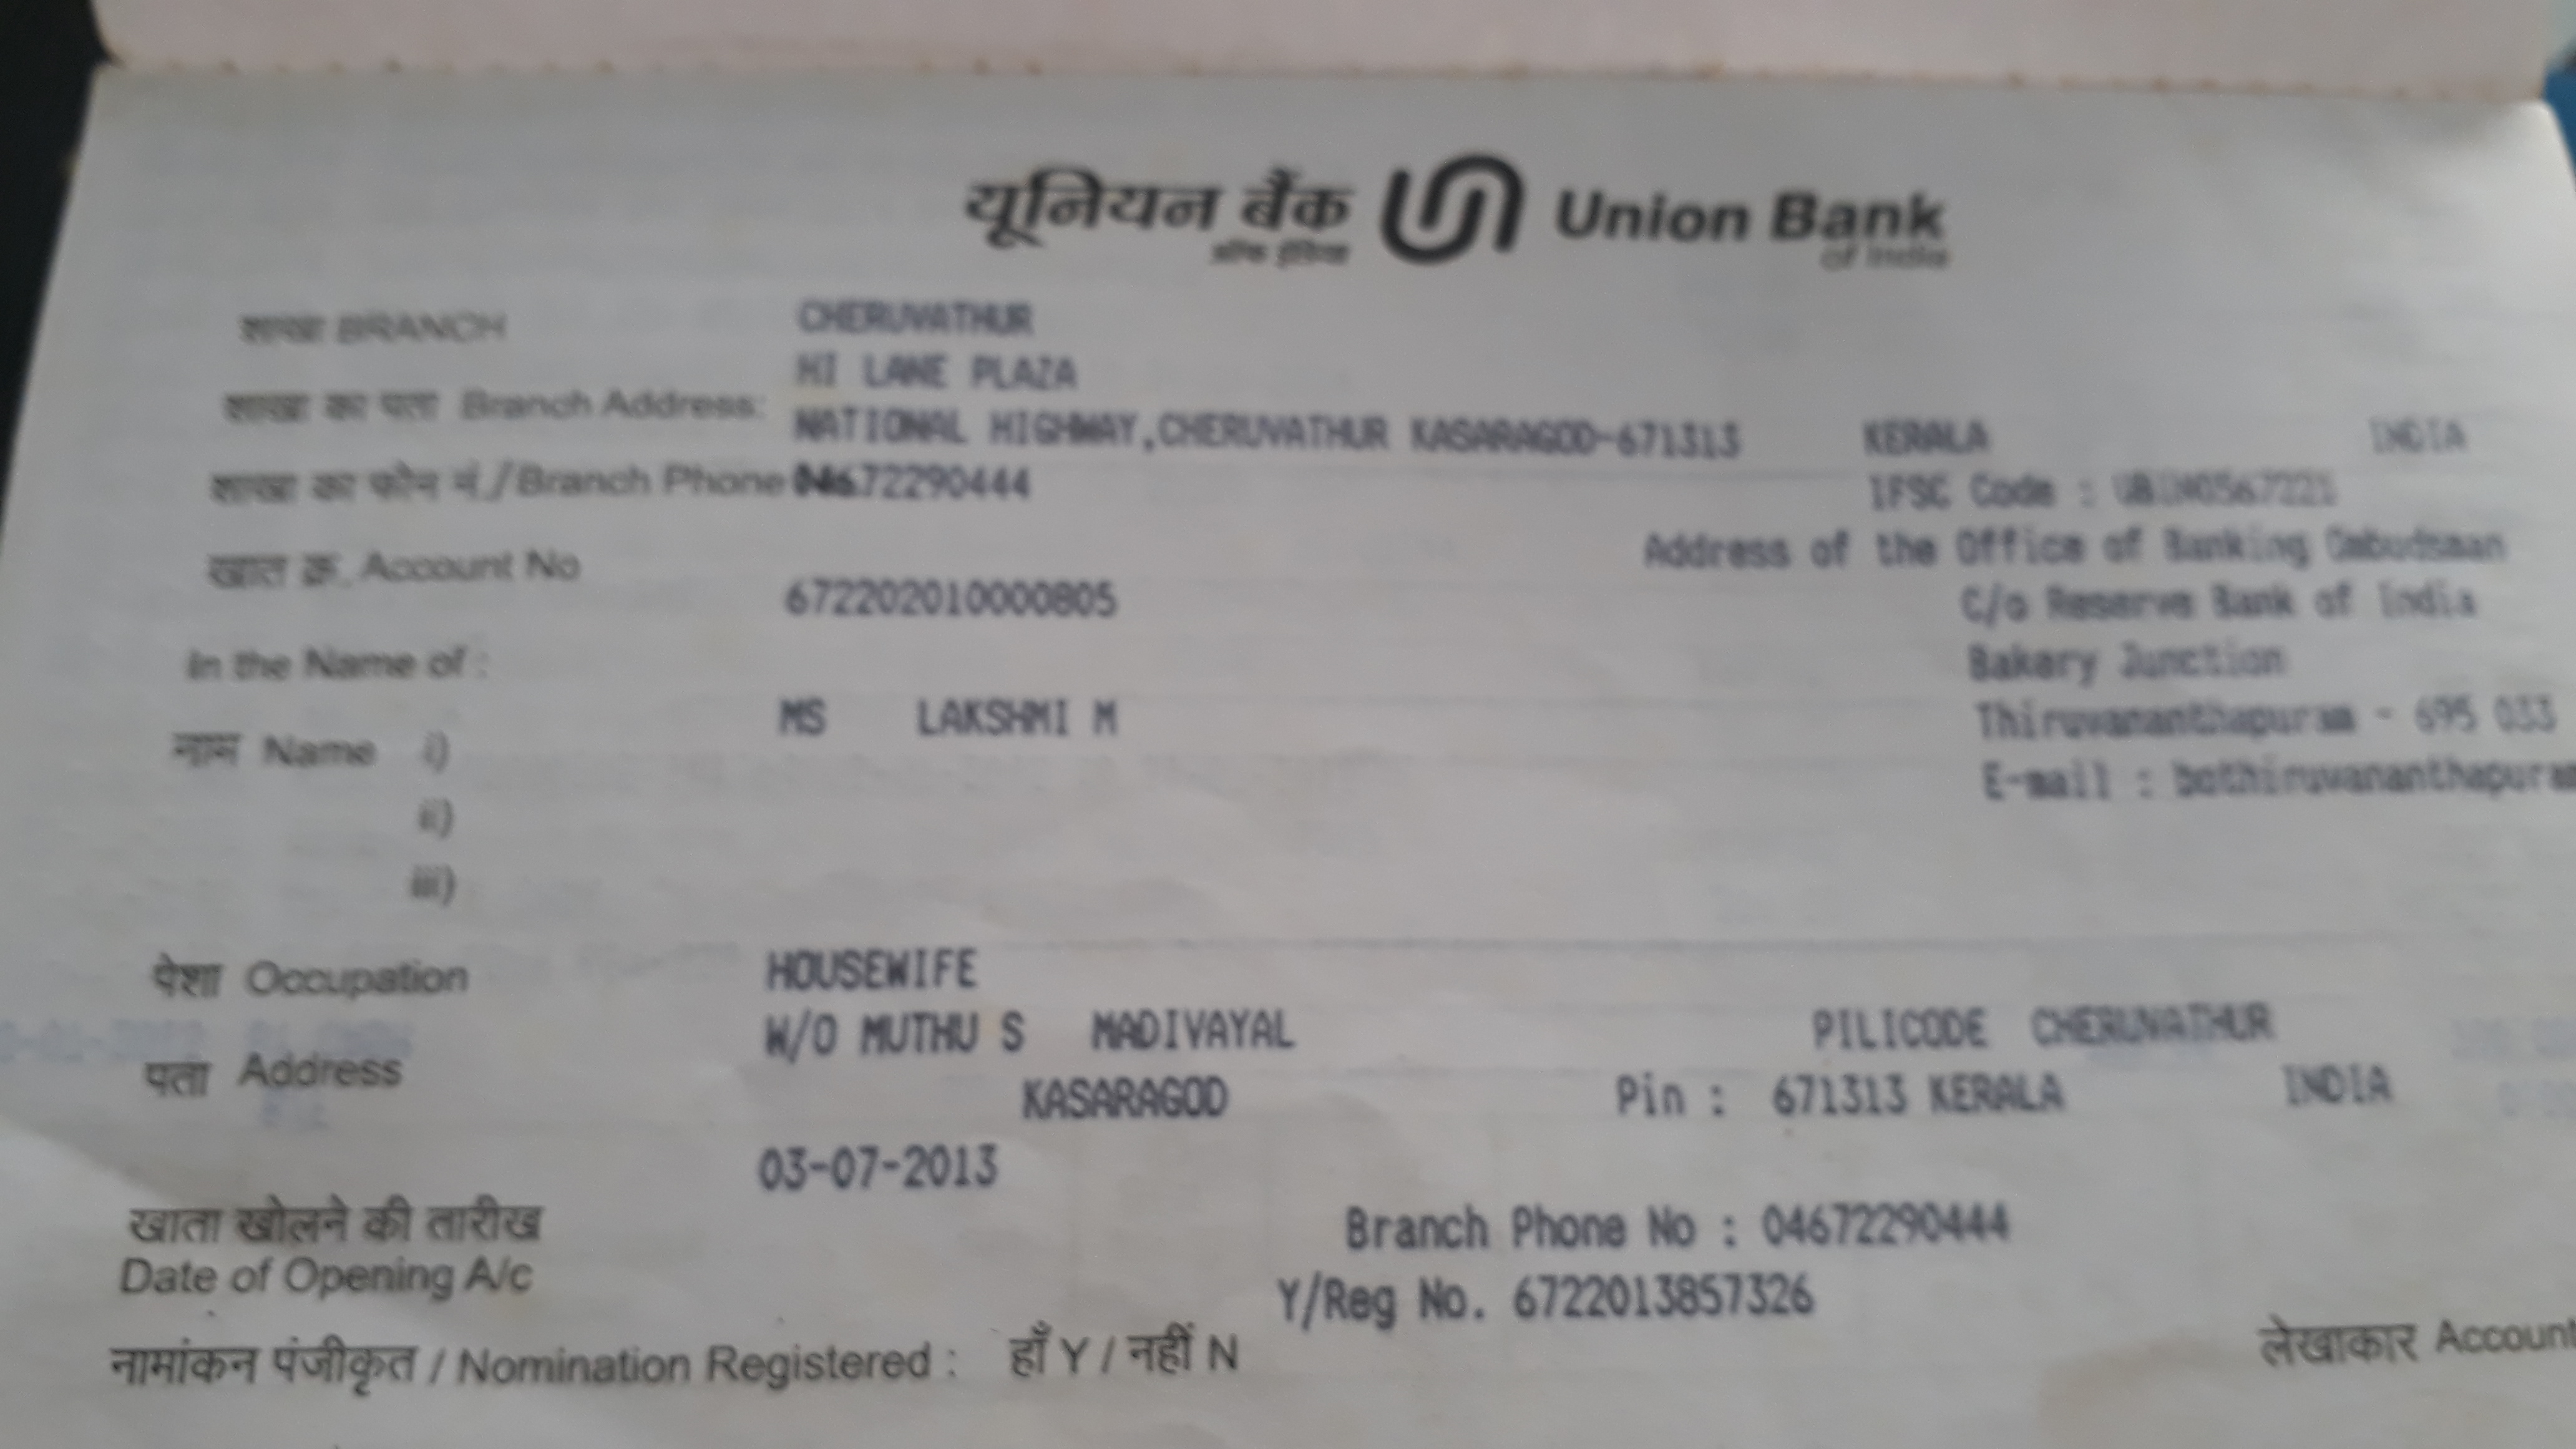 यूनियन बैंक Union Bank
ऑफ इंडिया of India
शाखा BRANCH CHERUVATHUR
HI LANE PLAZA
शाखा का पता Branch Address:
NATIONAL HIGHWAY,CHERUVATHUR KASARAGOD-671313 KERALA INDIA
शाखा का फोन नं./Branch Phone 04672290444
IFSC Code : UBIN0567221
Address of the Office of Banking Ombudsman
खात क्र. Account No
672202010000805
C/o Reserve Bank of India
In the Name of :
Bakery Junction
MS LAKSHMI M
Thiruvananthapuram - 695 033
नाम Name i)
E-mail : bothiruvananthapuram
ii)
iii)
पेशा Occupation HOUSEWIFE
W/O MUTHU S MADIVAYAL PILICODE CHERUVATHUR
पता Address
KASARAGOD Pin : 671313 KERALA INDIA
03-07-2013
खाता खोलने की तारीख
Branch Phone No : 04672290444
Date of Opening A/c
Y/Reg No. 6722013857326
नामांकन पंजीकृत / Nomination Registered : हाँ Y / नहीं N
लेखाकार Account